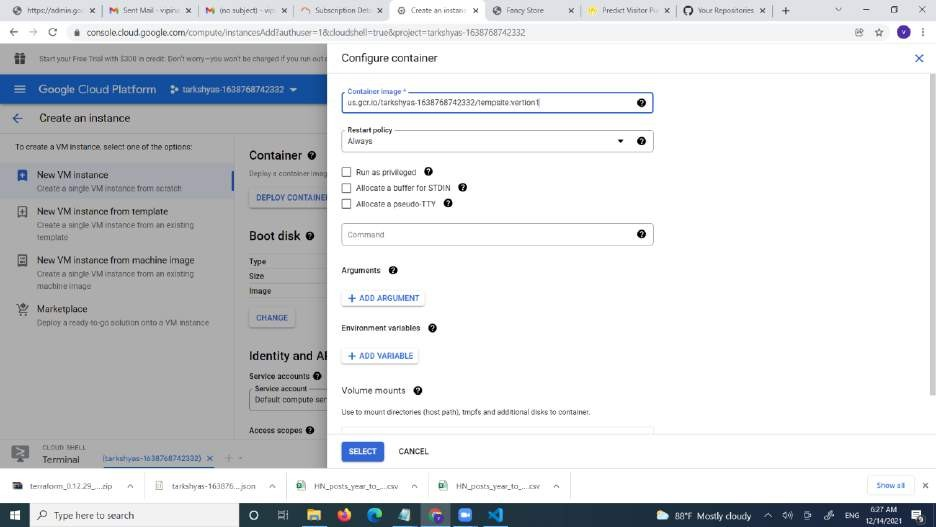 https://admin.goo
Sent Mail - vipina
(no subject) - vip
Subscription Deta
Create an instanc
Fancy Store
Predict Visitor Pu
Your Repositories
console.cloud.google.com/compute/instancesAdd?authuser=1&cloudshell=true&project=tarkshyas-1638768742332
Start your Free Trial with $300 in credit. Don't worry—you won't be charged if you run out
Google Cloud Platform
tarkshyas-1638768742332
Create an instance
To create a VM instance, select one of the options:
New VM instance
Create a single VM instance from scratch
New VM instance from template
Create a single VM instance from an existing
template
New VM instance from machine image
Create a single VM instance from an existing
machine image
Marketplace
Deploy a ready-to-go solution onto a VM instance
Container
Deploy a container imag
DEPLOY CONTAINER
Boot disk
Type
Size
Image
CHANGE
Identity and AP
Service accounts
Service account
Default compute serv
Access scopes
Configure container
Container image *
us.gcr.io/tarkshyas-1638768742332/tempsite:vertion1
Restart policy
Always
Run as privileged
Allocate a buffer for STDIN
Allocate a pseudo-TTY
Command
Arguments
+ ADD ARGUMENT
Environment variables
+ ADD VARIABLE
Volume mounts
Use to mount directories (host path), tmpfs and additional disks to container.
SELECT
CANCEL
CLOUD SHELL
Terminal
(tarkshyas-1638768742332)
terraform_0.12.29_....zip
tarkshyas-16376....json
HN_posts_year_to_....csv
HN_posts_year_to_....csv
Show all
Type here to search
88°F Mostly cloudy
ENG
6:27 AM
12/14/2021
9